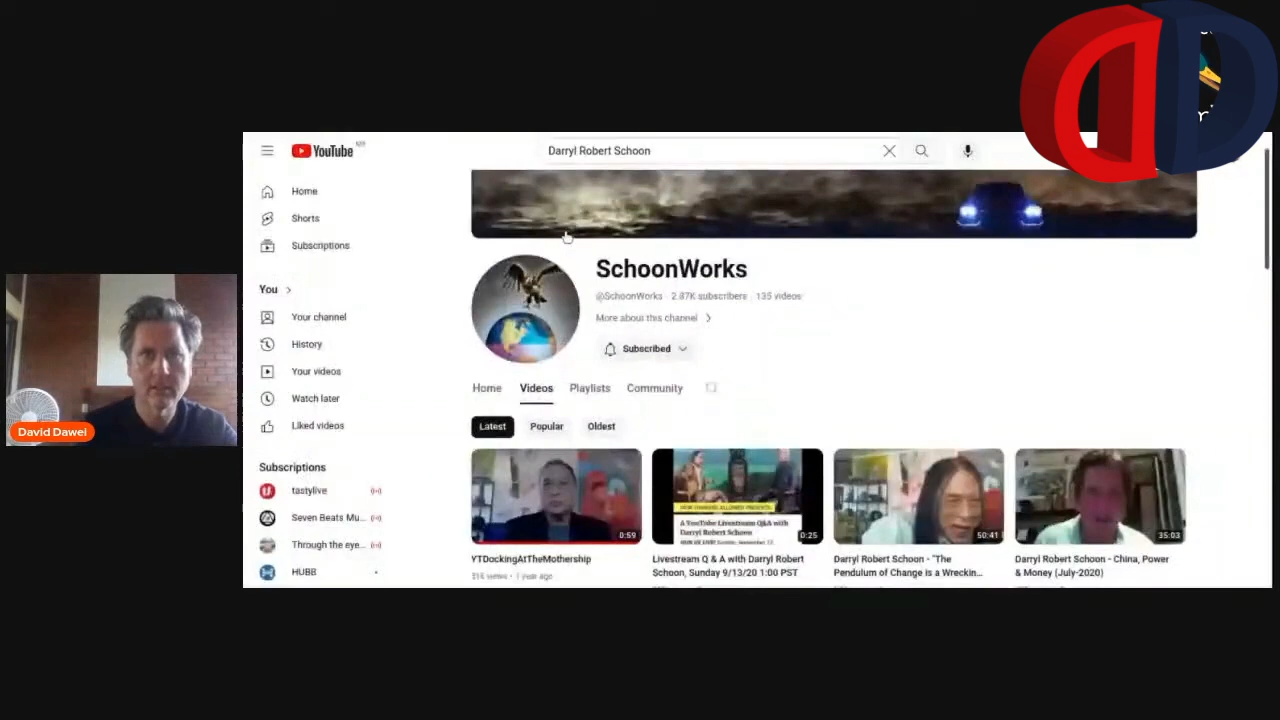 YouTube
Darryl Robert Schoon
Home
Shorts
Subscriptions
You
Your channel
History
Your videos
Watch later
Liked videos
Subscriptions
tastylive
Seven Beats Mu...
Through the eye...
HUBB
SchoonWorks
@SchoonWorks · 2.87K subscribers · 135 videos
More about this channel
Subscribed
Home Videos Playlists Community
Latest Popular Oldest
0:59
YTDockingAtTheMothership
1 year ago
A YouTube Livestream Q&A with
Darryl Robert Schoon
0:25
Livestream Q & A with Darryl Robert
Schoon, Sunday 9/13/20 1:00 PST
50:41
Darryl Robert Schoon - "The
Pendulum of Change is a Wreckin...
35:03
Darryl Robert Schoon - China, Power
& Money (July-2020)
David Dawei
DD